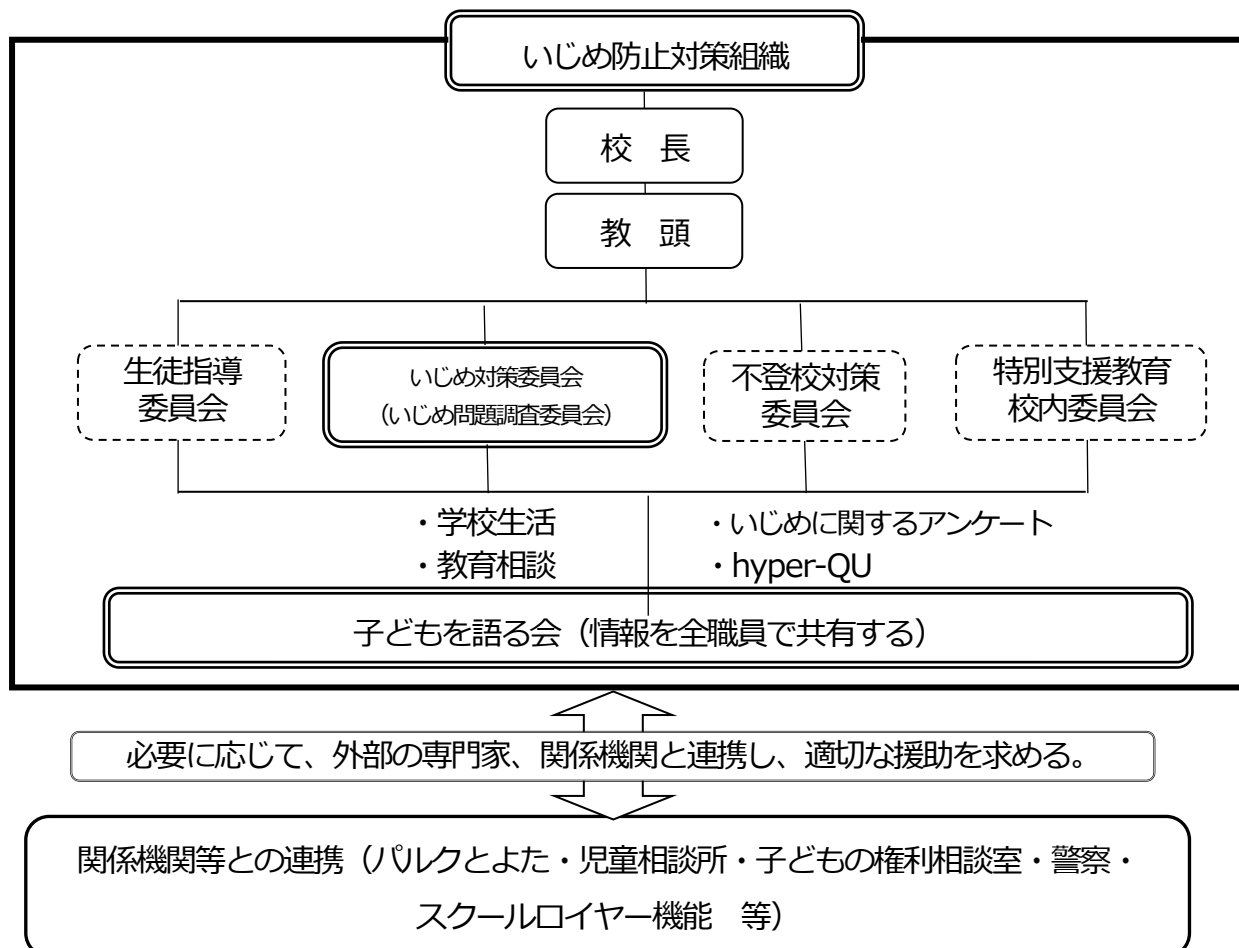 いじめ防止対策組織
校　長
教　頭
生徒指導
委員会
いじめ対策委員会
（いじめ問題調査委員会）
不登校対策
委員会
特別支援教育
校内委員会
・学校生活
・教育相談
・いじめに関するアンケート
・hyper-QU
子どもを語る会（情報を全職員で共有する）
必要に応じて、外部の専門家、関係機関と連携し、適切な援助を求める。
関係機関等との連携（パルクとよた・児童相談所・子どもの権利相談室・警察・
スクールロイヤー機能　等）